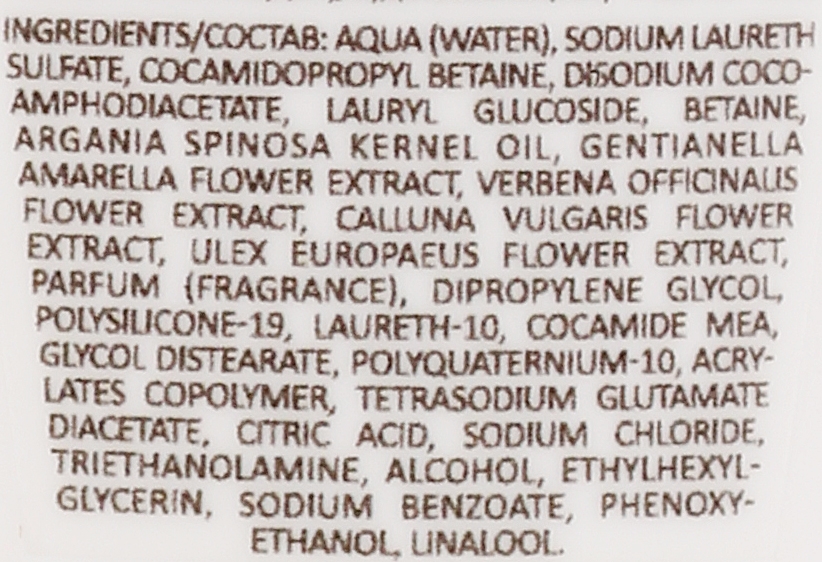 INGREDIENTS/СОСТАВ: AQUA (WATER), SODIUM LAURETH
SULFATE, COCAMIDOPROPYL BETAINE, DISODIUM COCO-
AMPHODIACETATE, LAURYL GLUCOSIDE, BETAINE,
ARGANIA SPINOSA KERNEL OIL, GENTIANELLA
AMARELLA FLOWER EXTRACT, VERBENA OFFICINALIS
FLOWER EXTRACT, CALLUNA VULGARIS FLOWER
EXTRACT, ULEX EUROPAEUS FLOWER EXTRACT,
PARFUM (FRAGRANCE), DIPROPYLENE GLYCOL,
POLYSILICONE-19, LAURETH-10, COCAMIDE MEA,
GLYCOL DISTEARATE, POLYQUATERNIUM-10, ACRY-
LATES COPOLYMER, TETRASODIUM GLUTAMATE
DIACETATE, CITRIC ACID, SODIUM CHLORIDE,
TRIETHANOLAMINE, ALCOHOL, ETHYLHEXYL-
GLYCERIN, SODIUM BENZOATE, PHENOXY-
ETHANOL, LINALOOL.